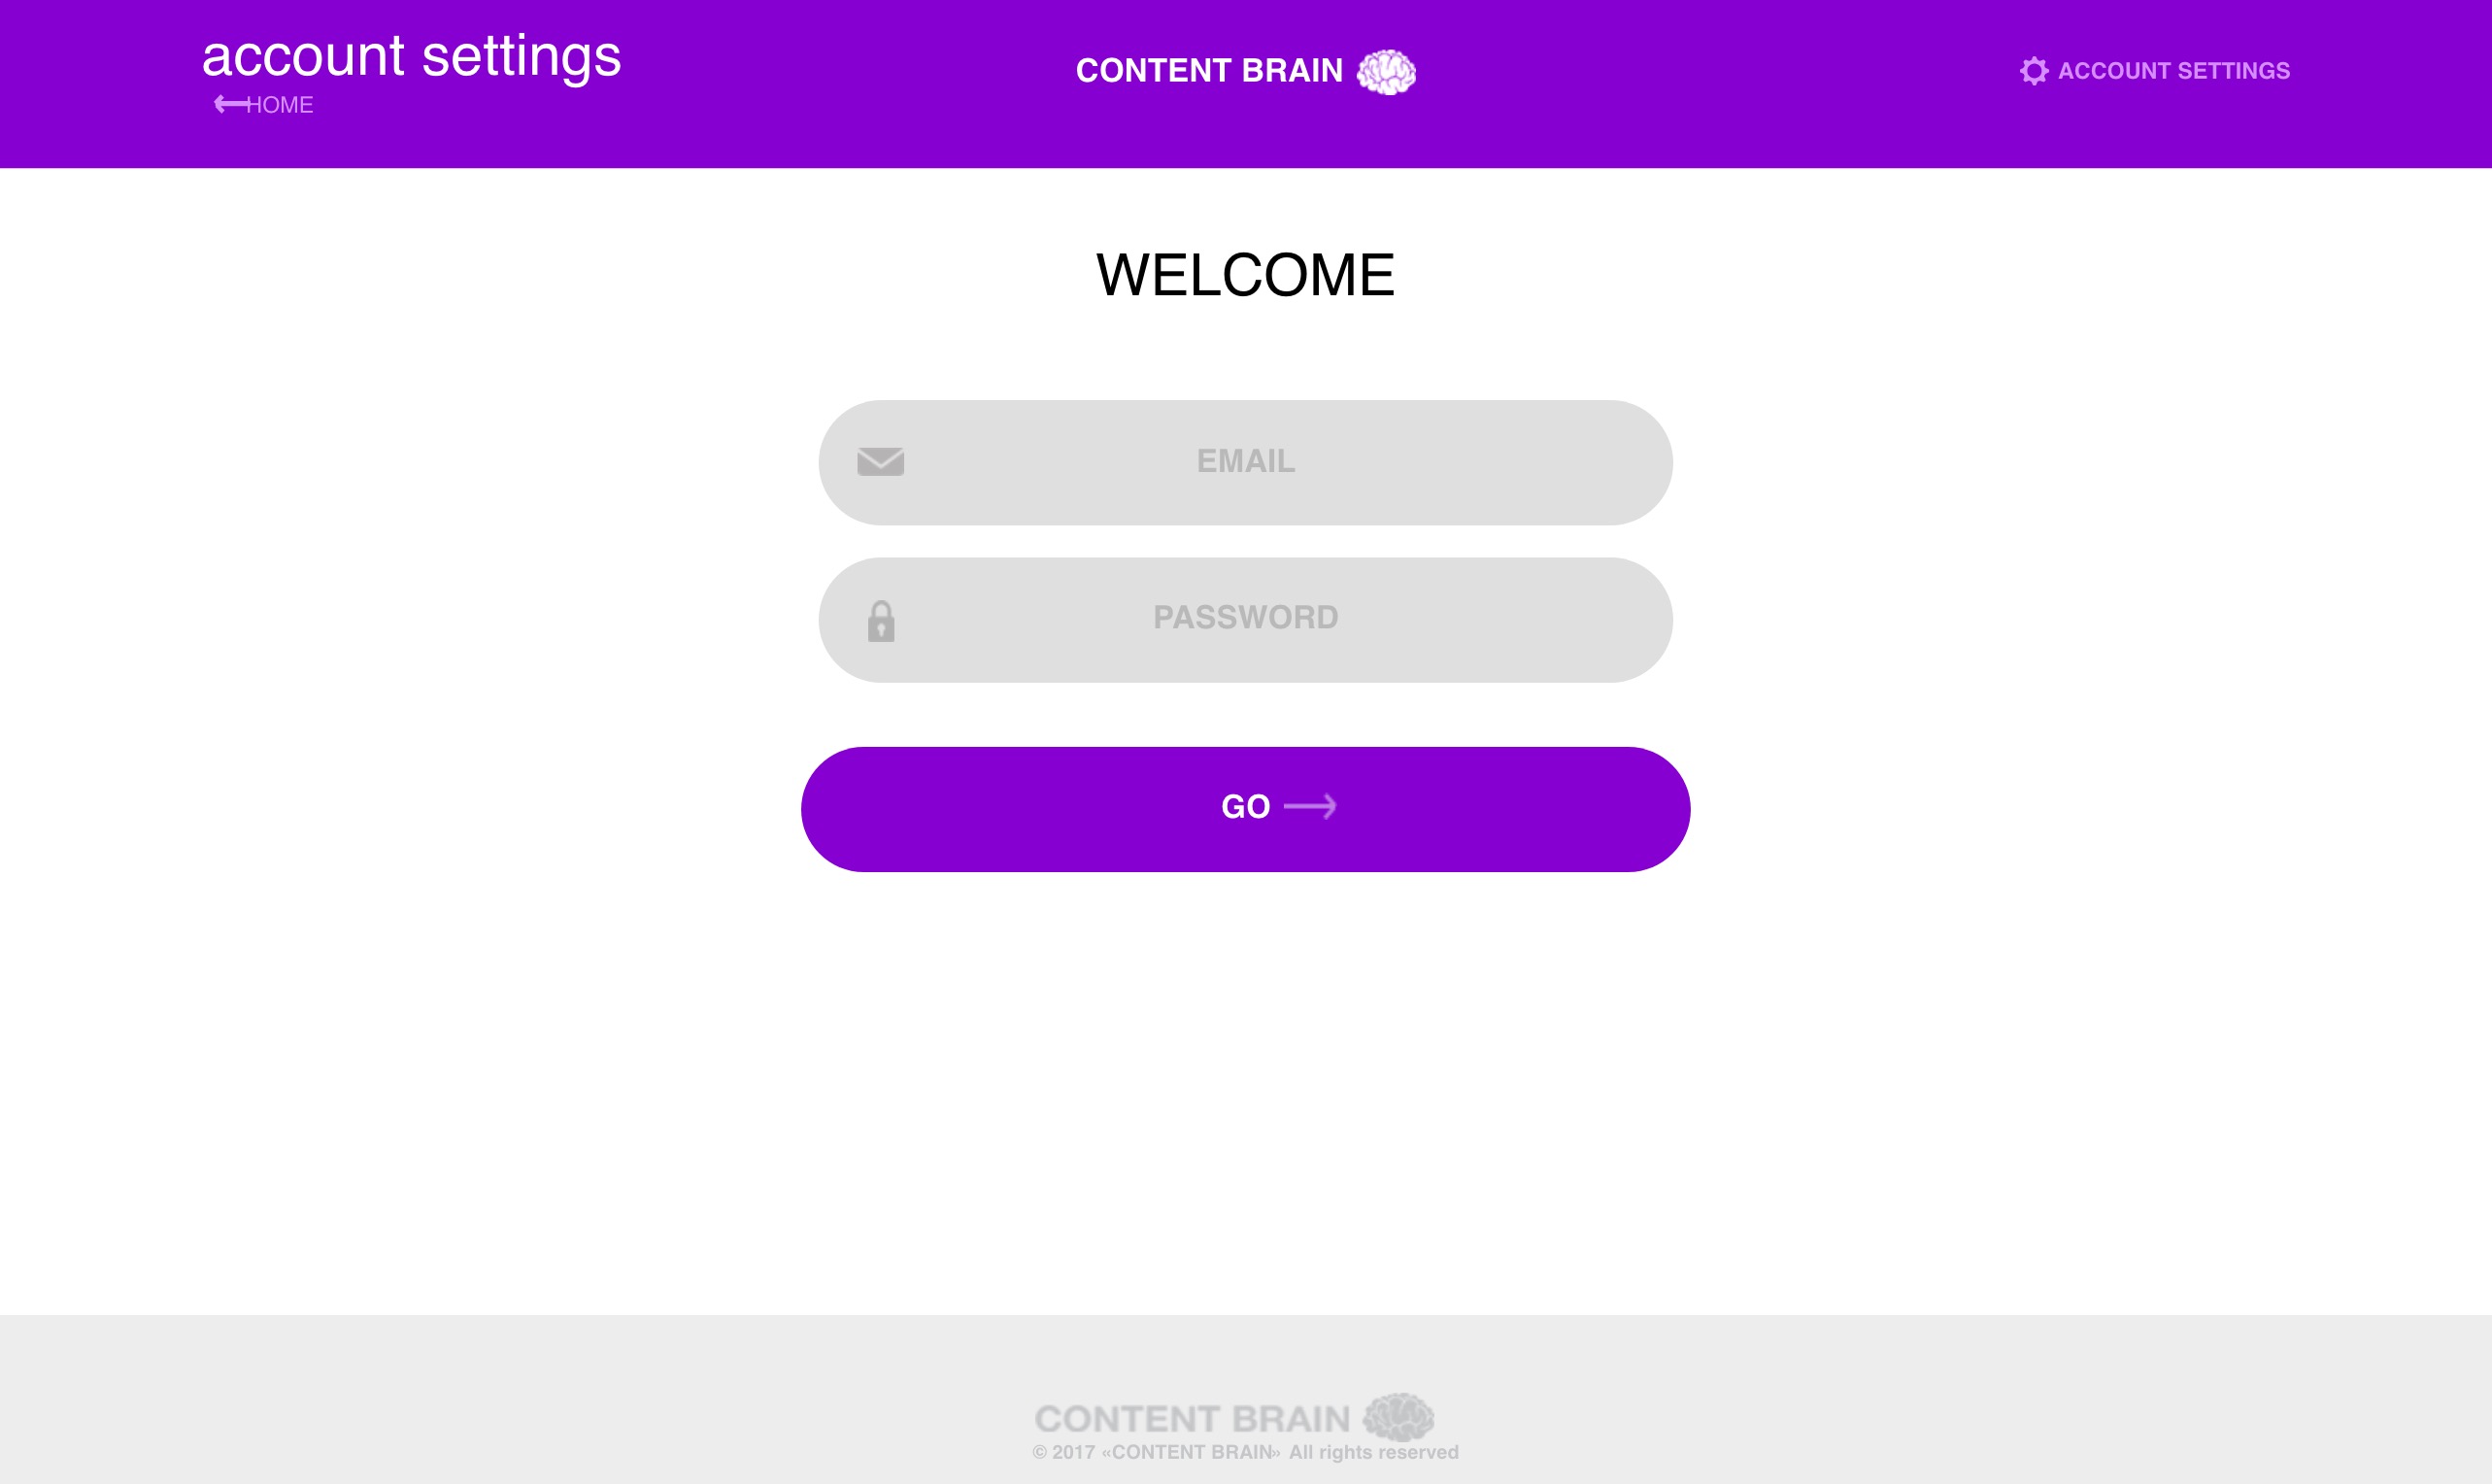 account settings
HOME
CONTENT BRAIN
ACCOUNT SETTINGS
WELCOME
EMAIL
PASSWORD
GO
CONTENT BRAIN
© 2017 «CONTENT BRAIN» All rights reserved